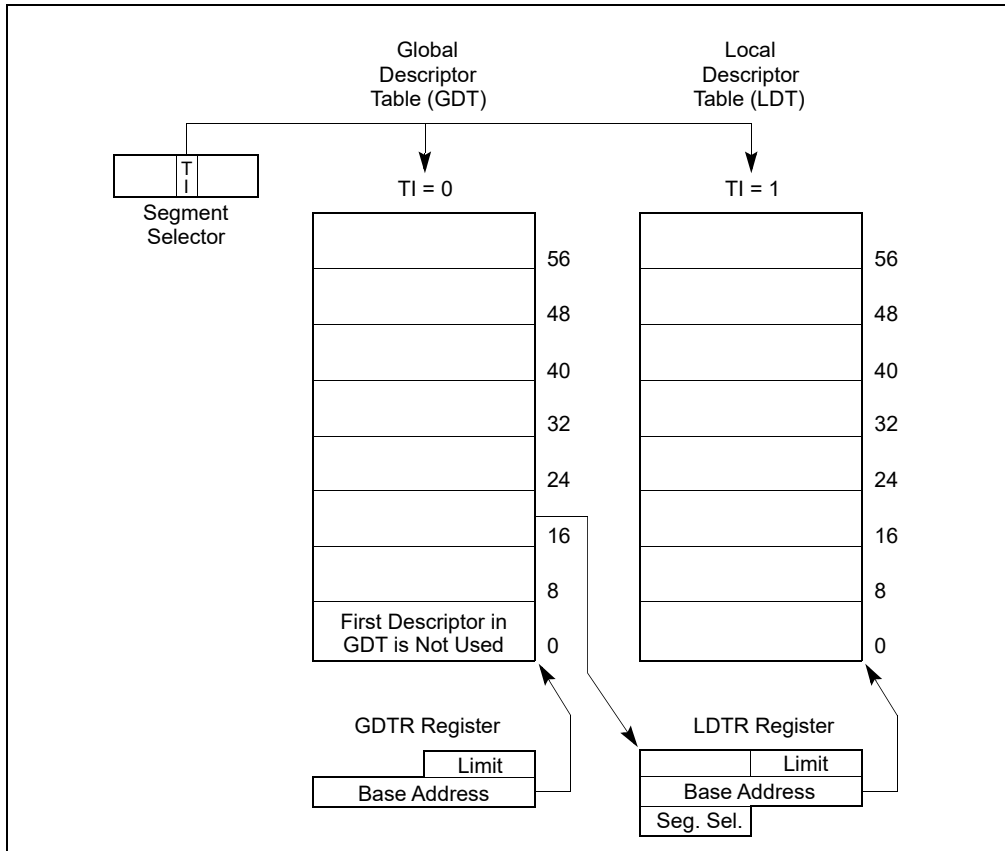 Global
Descriptor
Table (GDT)
Local
Descriptor
Table (LDT)
T
I
Segment
Selector
TI = 0
TI = 1
56
48
40
32
24
16
8
First Descriptor in
GDT is Not Used
0
56
48
40
32
24
16
8
0
GDTR Register
Limit
Base Address
LDTR Register
Limit
Base Address
Seg. Sel.